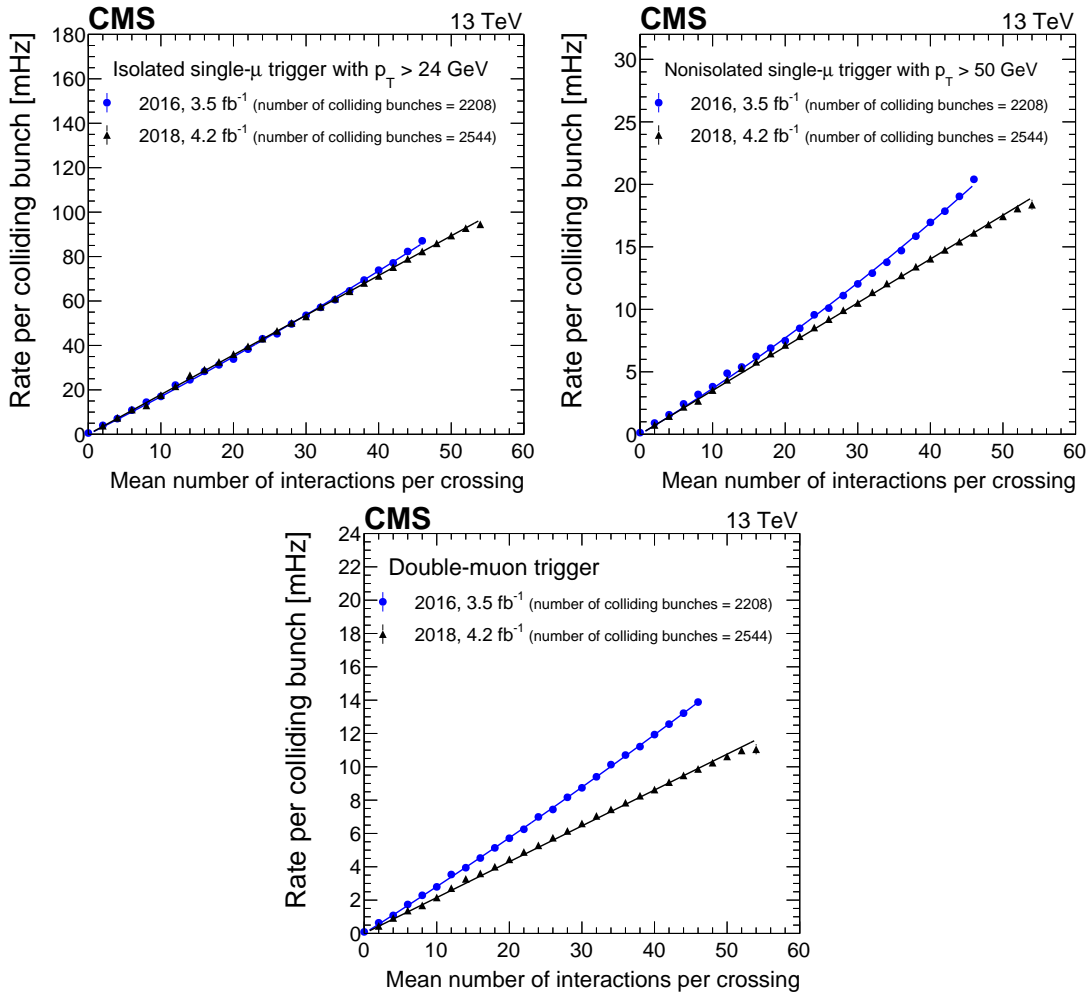 CMS 13 TeV
Rate per colliding bunch [mHz]
180
160
140
120
100
80
60
40
20
0
Isolated single-μ trigger with p_T > 24 GeV
2016, 3.5 fb⁻¹ (number of colliding bunches = 2208)
2018, 4.2 fb⁻¹ (number of colliding bunches = 2544)
0 10 20 30 40 50 60
Mean number of interactions per crossing
CMS 13 TeV
Rate per colliding bunch [mHz]
30
25
20
15
10
5
0
Nonisolated single-μ trigger with p_T > 50 GeV
2016, 3.5 fb⁻¹ (number of colliding bunches = 2208)
2018, 4.2 fb⁻¹ (number of colliding bunches = 2544)
0 10 20 30 40 50 60
Mean number of interactions per crossing
CMS 13 TeV
Rate per colliding bunch [mHz]
24
22
20
18
16
14
12
10
8
6
4
2
0
Double-muon trigger
2016, 3.5 fb⁻¹ (number of colliding bunches = 2208)
2018, 4.2 fb⁻¹ (number of colliding bunches = 2544)
0 10 20 30 40 50 60
Mean number of interactions per crossing